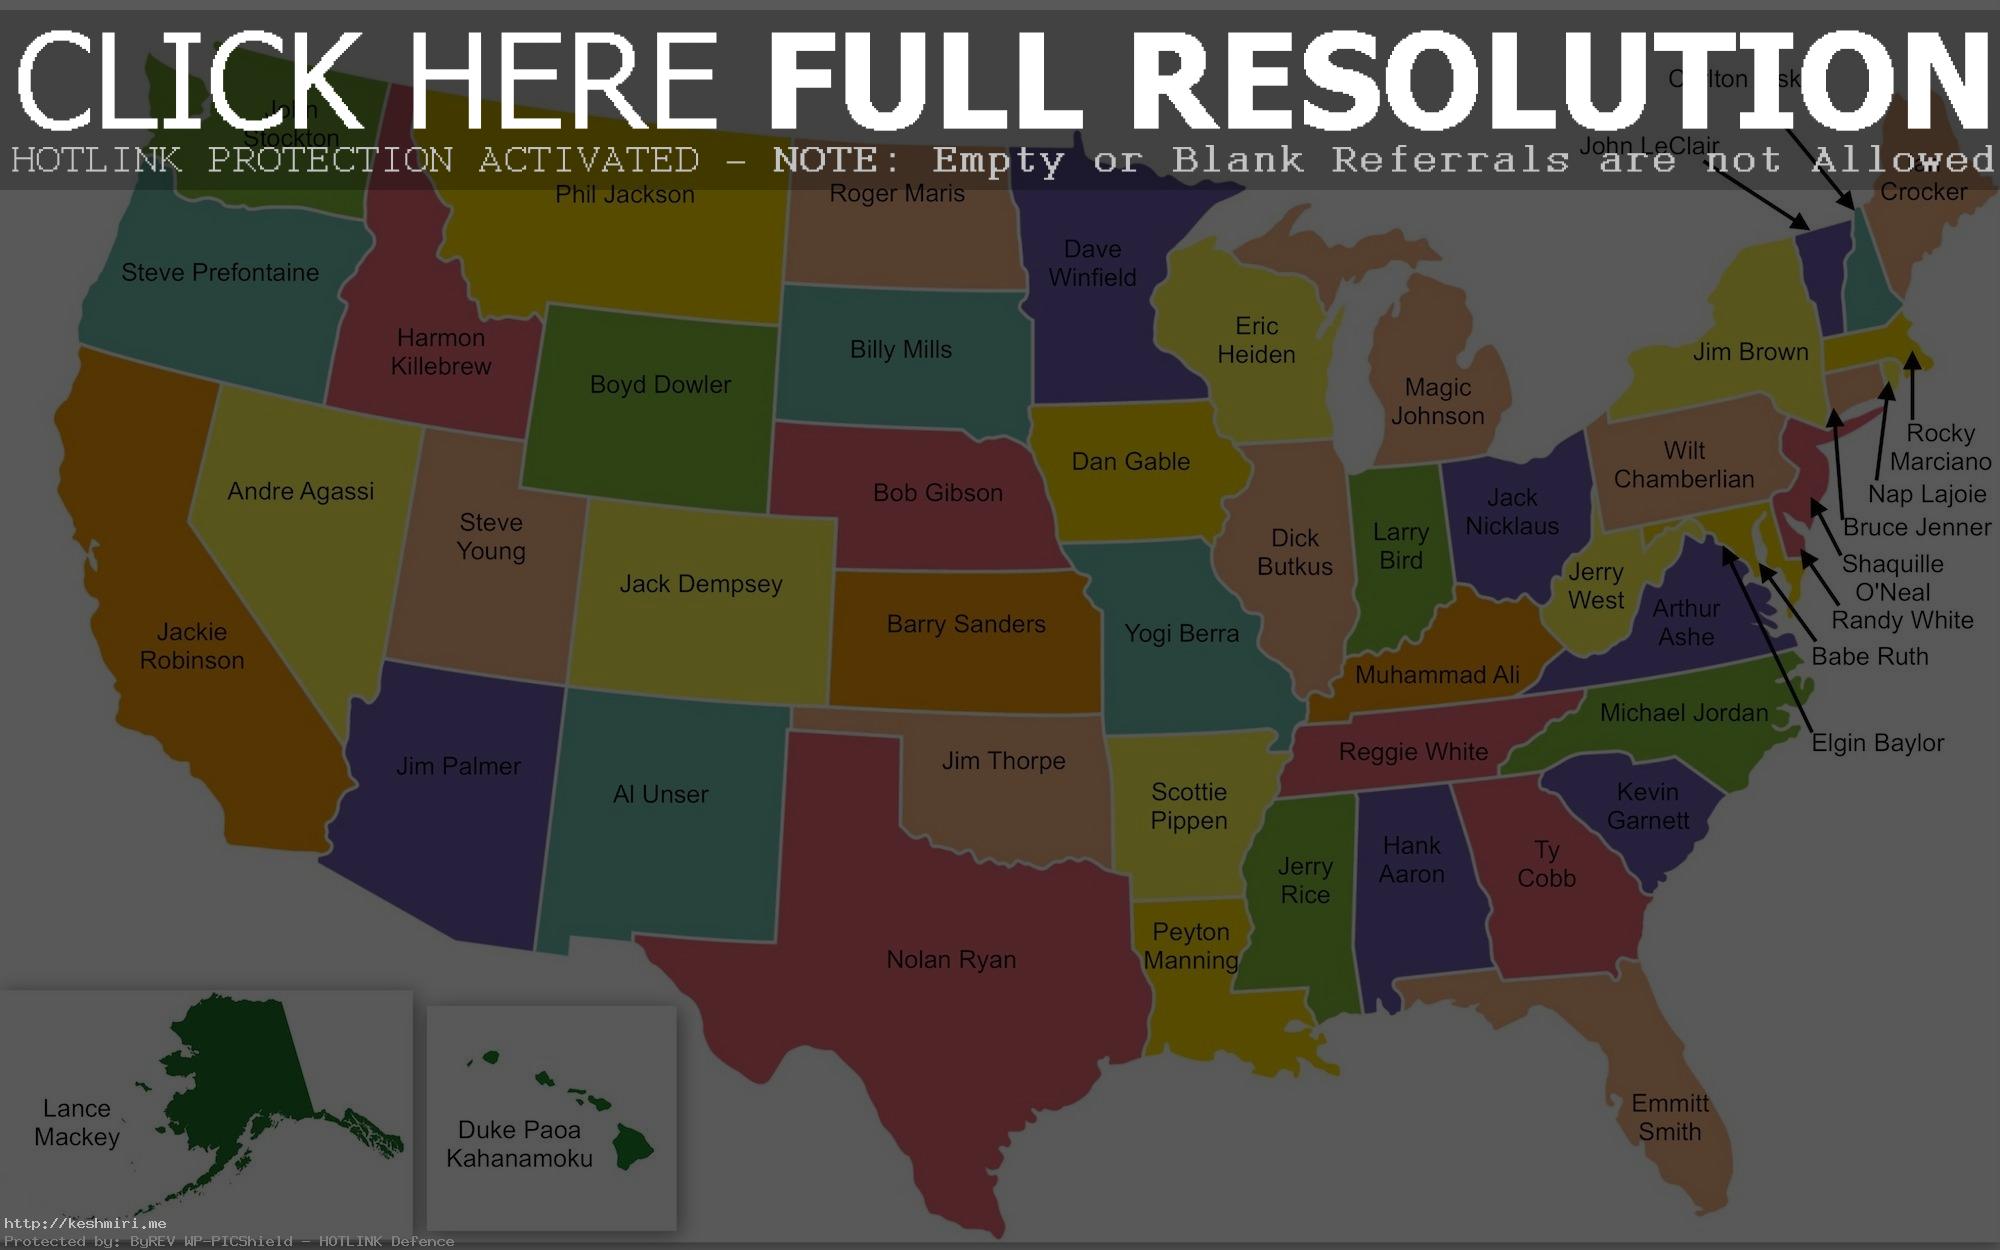 CLICK HERE FULL RESOLUTION
HOTLINK PROTECTION ACTIVATED – NOTE: Empty or Blank Referrals are not Allowed
John
Stockton
John LeClair
Crocker
Phil Jackson
Roger Maris
Dave
Winfield
Steve Prefontaine
Harmon
Killebrew
Boyd Dowler
Billy Mills
Eric
Heiden
Magic
Johnson
Jim Brown
Rocky
Marciano
Nap Lajoie
Bruce Jenner
Shaquille
O'Neal
Randy White
Babe Ruth
Elgin Baylor
Andre Agassi
Steve
Young
Jack Dempsey
Bob Gibson
Dan Gable
Dick
Butkus
Larry
Bird
Jack
Nicklaus
Wilt
Chamberlian
Jerry
West
Arthur
Ashe
Jackie
Robinson
Barry Sanders
Yogi Berra
Muhammad Ali
Michael Jordan
Reggie White
Kevin
Garnett
Jim Palmer
Al Unser
Jim Thorpe
Scottie
Pippen
Jerry
Rice
Hank
Aaron
Ty
Cobb
Nolan Ryan
Peyton
Manning
Emmitt
Smith
Lance
Mackey
Duke Paoa
Kahanamoku
http://keshmiri.me
Protected by: ByREV WP-PICShield – HOTLINK Defence